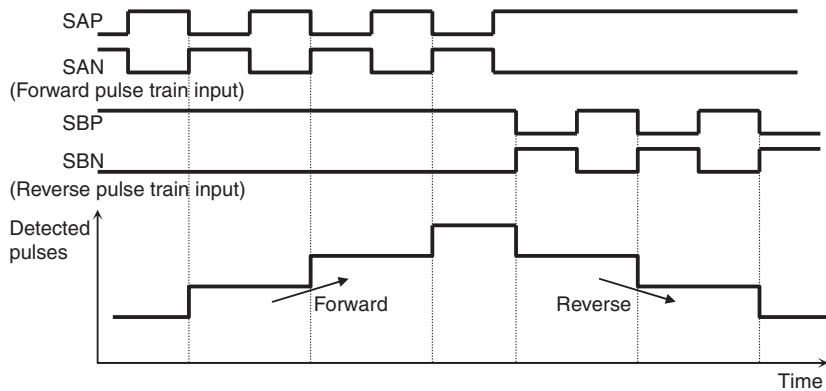 SAP
SAN
(Forward pulse train input)
SBP
SBN
(Reverse pulse train input)
Detected
pulses
Forward
Reverse
Time